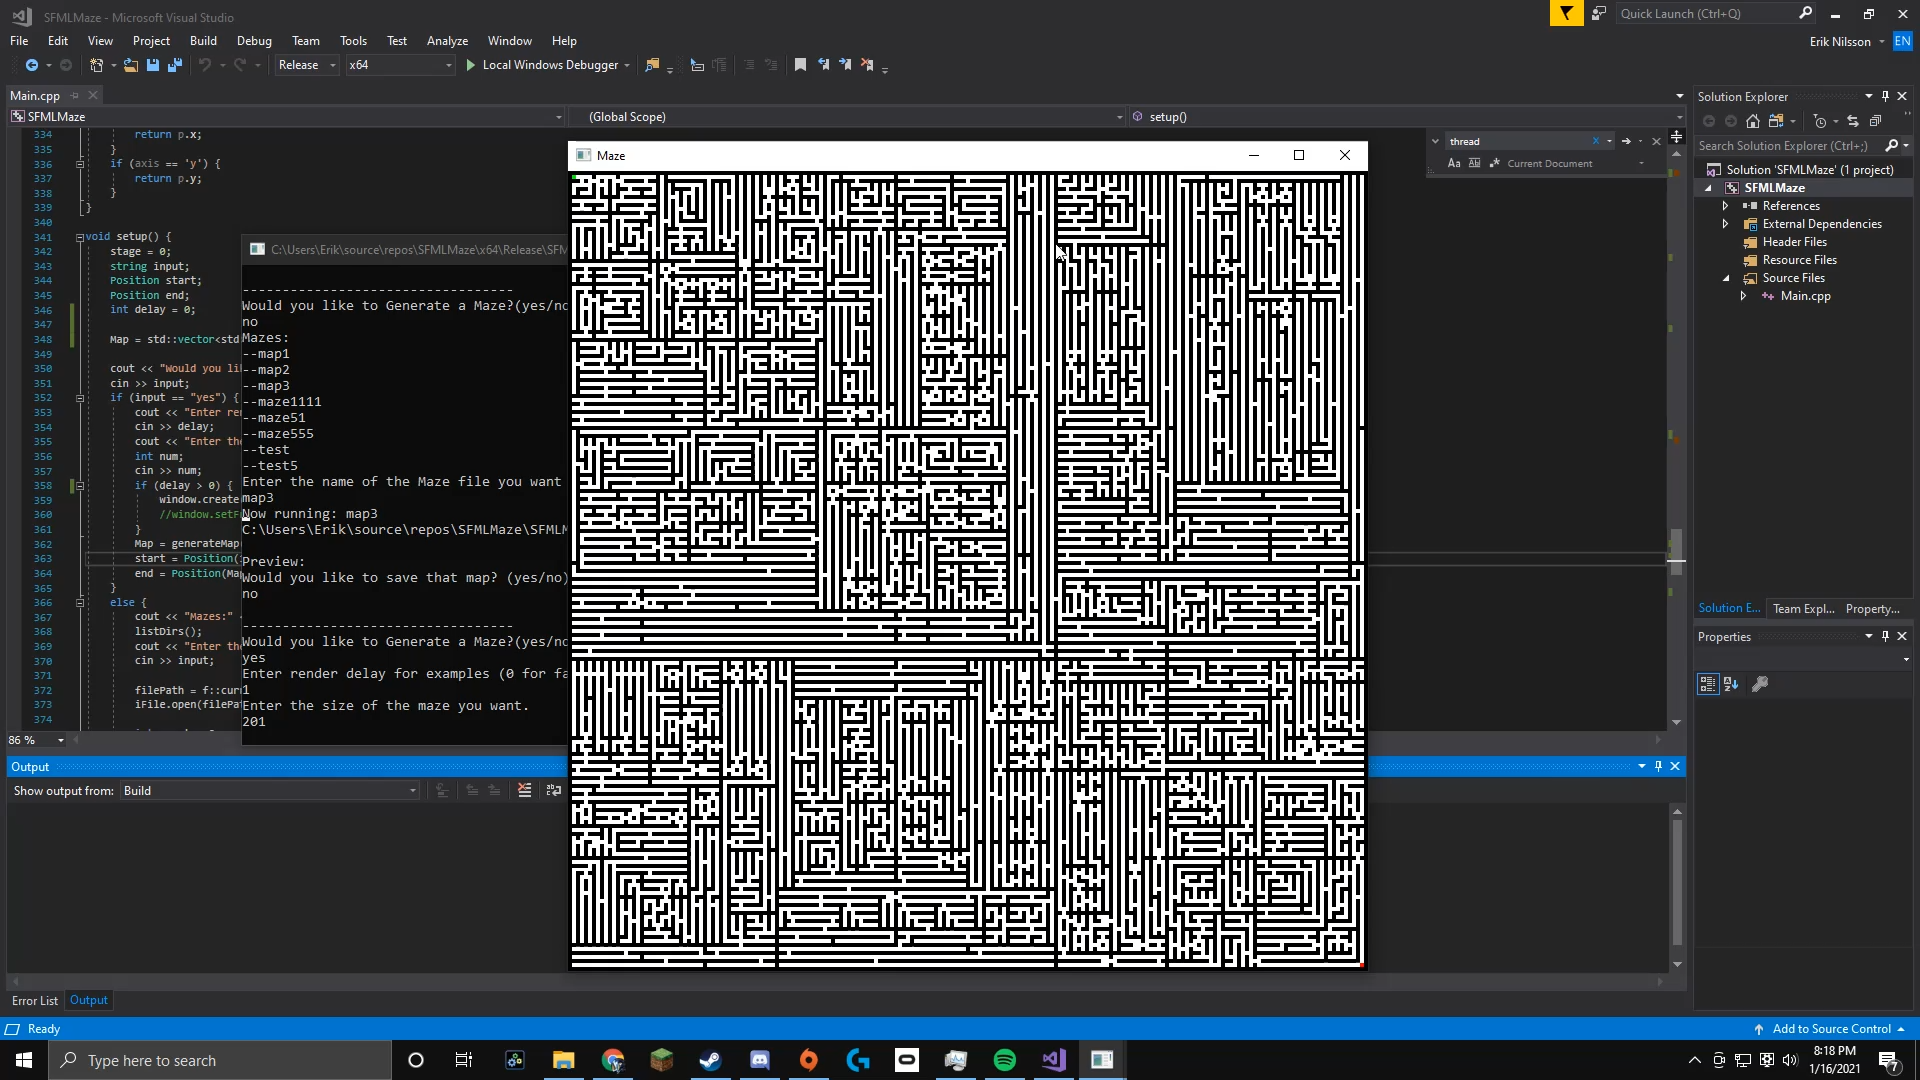 SFMLMaze - Microsoft Visual Studio
Quick Launch (Ctrl+Q)
File Edit View Project Build Debug Team Tools Test Analyze Window Help
Erik Nilsson EN
Release x64 Local Windows Debugger
Main.cpp
SFMLMaze (Global Scope) setup()
334 return p.x;
335 }
336 if (axis == 'y') {
337 return p.y;
338 }
339 }
340
341 void setup() {
342 stage = 0;
343 string input;
344 Position start;
345 Position end;
346 int delay = 0;
347
348 Map = std::vector<std
349
350 cout << "Would you li
351 cin >> input;
352 if (input == "yes") {
353 cout << "Enter re
354 cin >> delay;
355 cout << "Enter th
356 int num;
357 cin >> num;
358 if (delay > 0) {
359 window.create
360 //window.setF
361 }
362 Map = generateMap
363 start = Position(
364 end = Position(Ma
365 }
366 else {
367 cout << "Mazes:"
368 listDirs();
369 cout << "Enter th
370 cin >> input;
371
372 filePath = f::cur
373 iFile.open(filePa
374
86 %
C:\Users\Erik\source\repos\SFMLMaze\x64\Release\SFM
----------------------------------
Would you like to Generate a Maze?(yes/no
no
Mazes:
--map1
--map2
--map3
--maze1111
--maze51
--maze555
--test
--test5
Enter the name of the Maze file you want
map3
Now running: map3
C:\Users\Erik\source\repos\SFMLMaze\SFMLM
Preview:
Would you like to save that map? (yes/no)
no
----------------------------------
Would you like to Generate a Maze?(yes/no
yes
Enter render delay for examples (0 for fa
1
Enter the size of the maze you want.
201
Maze
thread
Aa Current Document
Solution Explorer
Search Solution Explorer (Ctrl+;)
Solution 'SFMLMaze' (1 project)
SFMLMaze
References
External Dependencies
Header Files
Resource Files
Source Files
Main.cpp
Solution E... Team Expl... Property...
Properties
Output
Show output from: Build
Error List Output
Ready
Add to Source Control
Type here to search
8:18 PM
1/16/2021
7